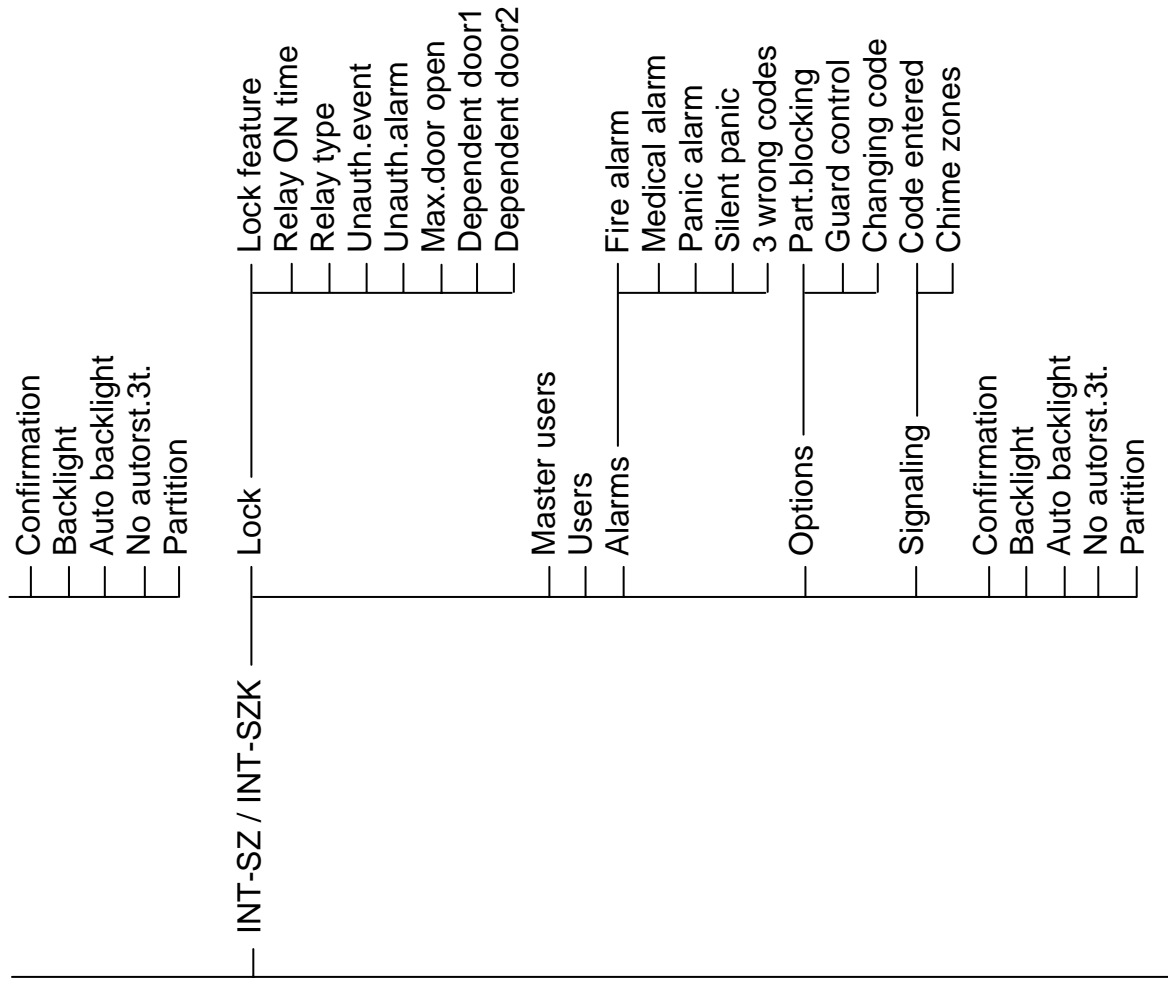 Confirmation
Backlight
Auto backlight
No autorst.3t.
Partition
INT-SZ / INT-SZK
Lock
Lock feature
Relay ON time
Relay type
Unauth.event
Unauth.alarm
Max.door open
Dependent door1
Dependent door2
Master users
Users
Alarms
Fire alarm
Medical alarm
Panic alarm
Silent panic
3 wrong codes
Options
Part.blocking
Guard control
Changing code
Signaling
Code entered
Chime zones
Confirmation
Backlight
Auto backlight
No autorst.3t.
Partition